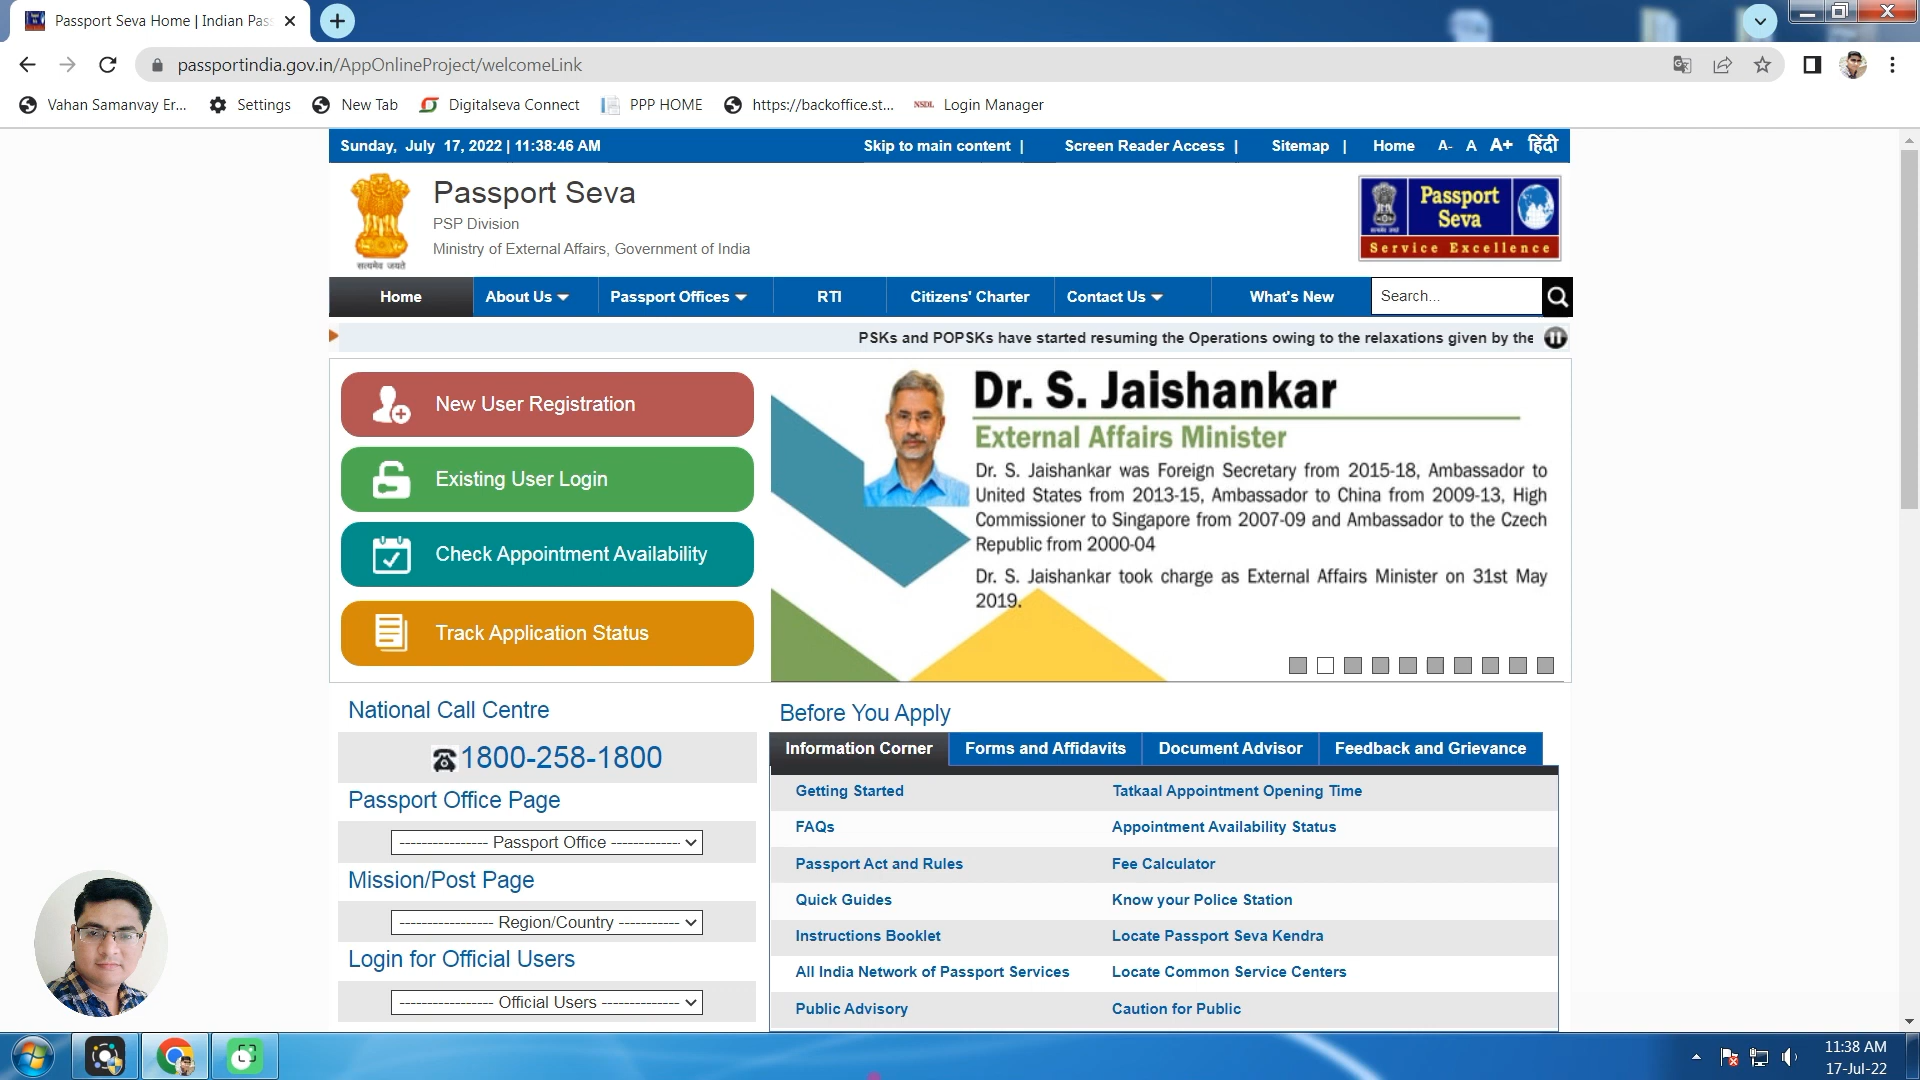 Passport Seva Home | Indian Pas
passportindia.gov.in/AppOnlineProject/welcomeLink
Vahan Samanvay Er... Settings New Tab Digitalseva Connect PPP HOME https://backoffice.st... NSDL Login Manager
Sunday, July 17, 2022 | 11:38:46 AM Skip to main content | Screen Reader Access | Sitemap | Home A- A A+ हिंदी
Passport Seva
PSP Division
Ministry of External Affairs, Government of India
सत्यमेव जयते
Passport
Seva
Service Excellence
Home About Us Passport Offices RTI Citizens' Charter Contact Us What's New Search...
PSKs and POPSKs have started resuming the Operations owing to the relaxations given by the
New User Registration
Existing User Login
Check Appointment Availability
Track Application Status
Dr. S. Jaishankar
External Affairs Minister
Dr. S. Jaishankar was Foreign Secretary from 2015-18, Ambassador to
United States from 2013-15, Ambassador to China from 2009-13, High
Commissioner to Singapore from 2007-09 and Ambassador to the Czech
Republic from 2000-04
Dr. S. Jaishankar took charge as External Affairs Minister on 31st May
2019.
National Call Centre
1800-258-1800
Passport Office Page
---------------- Passport Office -------------
Mission/Post Page
----------------- Region/Country -----------
Login for Official Users
----------------- Official Users --------------
Before You Apply
Information Corner Forms and Affidavits Document Advisor Feedback and Grievance
Getting Started Tatkaal Appointment Opening Time
FAQs Appointment Availability Status
Passport Act and Rules Fee Calculator
Quick Guides Know your Police Station
Instructions Booklet Locate Passport Seva Kendra
All India Network of Passport Services Locate Common Service Centers
Public Advisory Caution for Public
11:38 AM
17-Jul-22